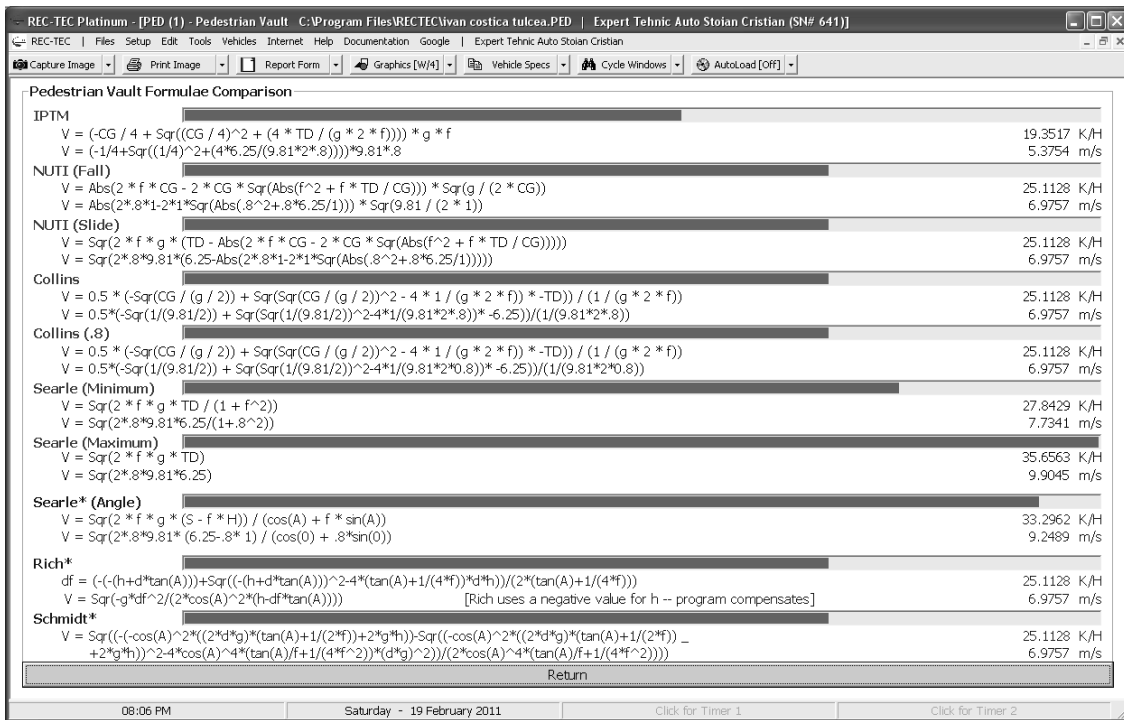 REC-TEC Platinum - [PED (1) - Pedestrian Vault C:\Program Files\RECTEC\ivan costica tulcea.PED | Expert Tehnic Auto Stoian Cristian (SN# 641)]
REC-TEC | Files Setup Edit Tools Vehicles Internet Help Documentation Google | Expert Tehnic Auto Stoian Cristian
Capture Image Print Image Report Form Graphics [W/4] Vehicle Specs Cycle Windows AutoLoad [Off]
Pedestrian Vault Formulae Comparison
IPTM
V = (-CG / 4 + Sqr((CG / 4)^2 + (4 * TD / (g * 2 * f)))) * g * f 19.3517 K/H
V = (-1/4+Sqr((1/4)^2+(4*6.25/(9.81*2*.8))))*9.81*.8 5.3754 m/s
NUTI (Fall)
V = Abs(2 * f * CG - 2 * CG * Sqr(Abs(f^2 + f * TD / CG))) * Sqr(g / (2 * CG)) 25.1128 K/H
V = Abs(2*.8*1-2*1*Sqr(Abs(.8^2+.8*6.25/1))) * Sqr(9.81 / (2 * 1)) 6.9757 m/s
NUTI (Slide)
V = Sqr(2 * f * g * (TD - Abs(2 * f * CG - 2 * CG * Sqr(Abs(f^2 + f * TD / CG))))) 25.1128 K/H
V = Sqr(2*.8*9.81*(6.25-Abs(2*.8*1-2*1*Sqr(Abs(.8^2+.8*6.25/1))))) 6.9757 m/s
Collins
V = 0.5 * (-Sqr(CG / (g / 2)) + Sqr(Sqr(CG / (g / 2))^2 - 4 * 1 / (g * 2 * f)) * -TD)) / (1 / (g * 2 * f)) 25.1128 K/H
V = 0.5*(-Sqr(1/(9.81/2)) + Sqr(Sqr(1/(9.81/2))^2-4*1/(9.81*2*.8))* -6.25))/(1/(9.81*2*.8)) 6.9757 m/s
Collins (.8)
V = 0.5 * (-Sqr(CG / (g / 2)) + Sqr(Sqr(CG / (g / 2))^2 - 4 * 1 / (g * 2 * f)) * -TD)) / (1 / (g * 2 * f)) 25.1128 K/H
V = 0.5*(-Sqr(1/(9.81/2)) + Sqr(Sqr(1/(9.81/2))^2-4*1/(9.81*2*0.8))* -6.25))/(1/(9.81*2*0.8)) 6.9757 m/s
Searle (Minimum)
V = Sqr(2 * f * g * TD / (1 + f^2)) 27.8429 K/H
V = Sqr(2*.8*9.81*6.25/(1+.8^2)) 7.7341 m/s
Searle (Maximum)
V = Sqr(2 * f * g * TD) 35.6563 K/H
V = Sqr(2*.8*9.81*6.25) 9.9045 m/s
Searle* (Angle)
V = Sqr(2 * f * g * (S - f * H)) / (cos(A) + f * sin(A)) 33.2962 K/H
V = Sqr(2*.8*9.81* (6.25-.8* 1) / (cos(0) + .8*sin(0)) 9.2489 m/s
Rich*
df = (-(-(h+d*tan(A)))+Sqr((-(h+d*tan(A)))^2-4*(tan(A)+1/(4*f))*d*h))/(2*(tan(A)+1/(4*f))) 25.1128 K/H
V = Sqr(-g*df^2/(2*cos(A)^2*(h-df*tan(A)))) [Rich uses a negative value for h -- program compensates] 6.9757 m/s
Schmidt*
V = Sqr((-(-cos(A)^2*((2*d*g)*(tan(A)+1/(2*f))+2*g*h))-Sqr((-cos(A)^2*((2*d*g)*(tan(A)+1/(2*f)) _ 25.1128 K/H
+2*g*h))^2-4*cos(A)^4*(tan(A)/f+1/(4*f^2))*(d*g)^2))/(2*cos(A)^4*(tan(A)/f+1/(4*f^2)))) 6.9757 m/s
Return
08:06 PM Saturday - 19 February 2011 Click for Timer 1 Click for Timer 2